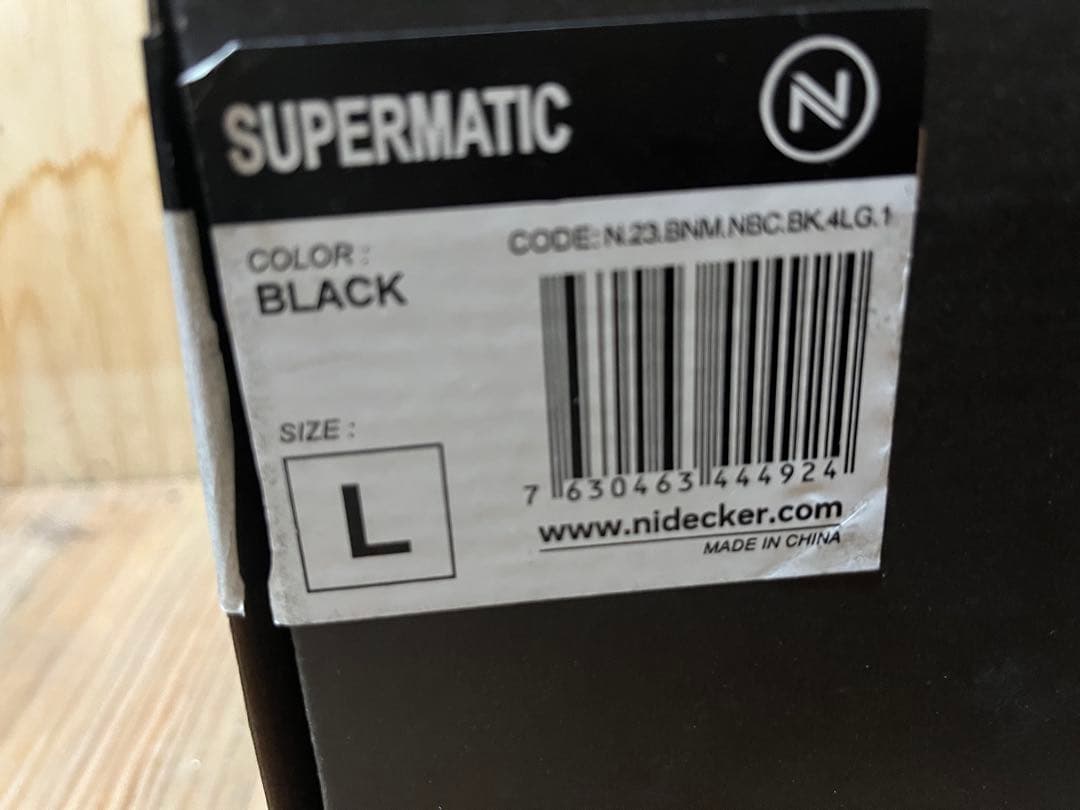 SUPERMATIC
N
COLOR :
BLACK
CODE: N.23.BNM.NBC.BK.4LG.1
SIZE :
L
7 630463 444924
www.nidecker.com
MADE IN CHINA